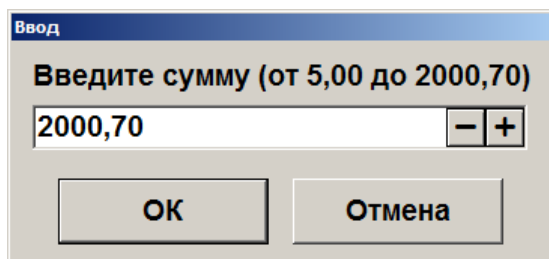 Ввод
Введите сумму (от 5,00 до 2000,70)
2000,70 − +
ОК Отмена